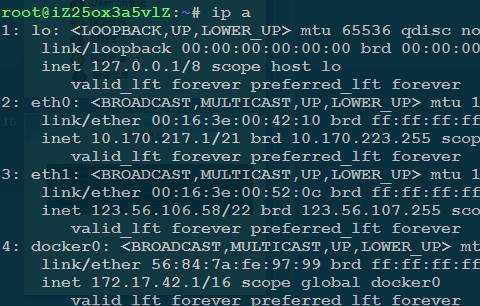 root@iZ25ox3a5vlZ:~# ip a
1: lo: <LOOPBACK,UP,LOWER_UP> mtu 65536 qdisc no
link/loopback 00:00:00:00:00:00 brd 00:00:00
inet 127.0.0.1/8 scope host lo
valid_lft forever preferred_lft forever
2: eth0: <BROADCAST,MULTICAST,UP,LOWER_UP> mtu 1
link/ether 00:16:3e:00:42:10 brd ff:ff:ff:ff
inet 10.170.217.1/21 brd 10.170.223.255 scop
valid_lft forever preferred_lft forever
3: eth1: <BROADCAST,MULTICAST,UP,LOWER_UP> mtu 1
link/ether 00:16:3e:00:52:0c brd ff:ff:ff:ff
inet 123.56.106.58/22 brd 123.56.107.255 sco
valid_lft forever preferred_lft forever
4: docker0: <BROADCAST,MULTICAST,UP,LOWER_UP> mt
link/ether 56:84:7a:fe:97:99 brd ff:ff:ff:ff
inet 172.17.42.1/16 scope global docker0
valid_lft forever preferred_lft forever